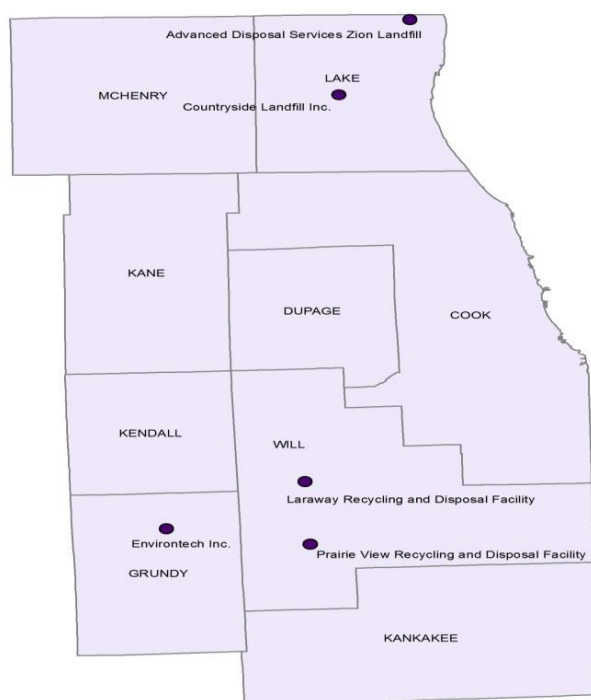 Advanced Disposal Services Zion Landfill
LAKE
MCHENRY
Countryside Landfill Inc.
KANE
DUPAGE
COOK
KENDALL
WILL
Laraway Recycling and Disposal Facility
Environtech Inc.
Prairie View Recycling and Disposal Facility
GRUNDY
KANKAKEE